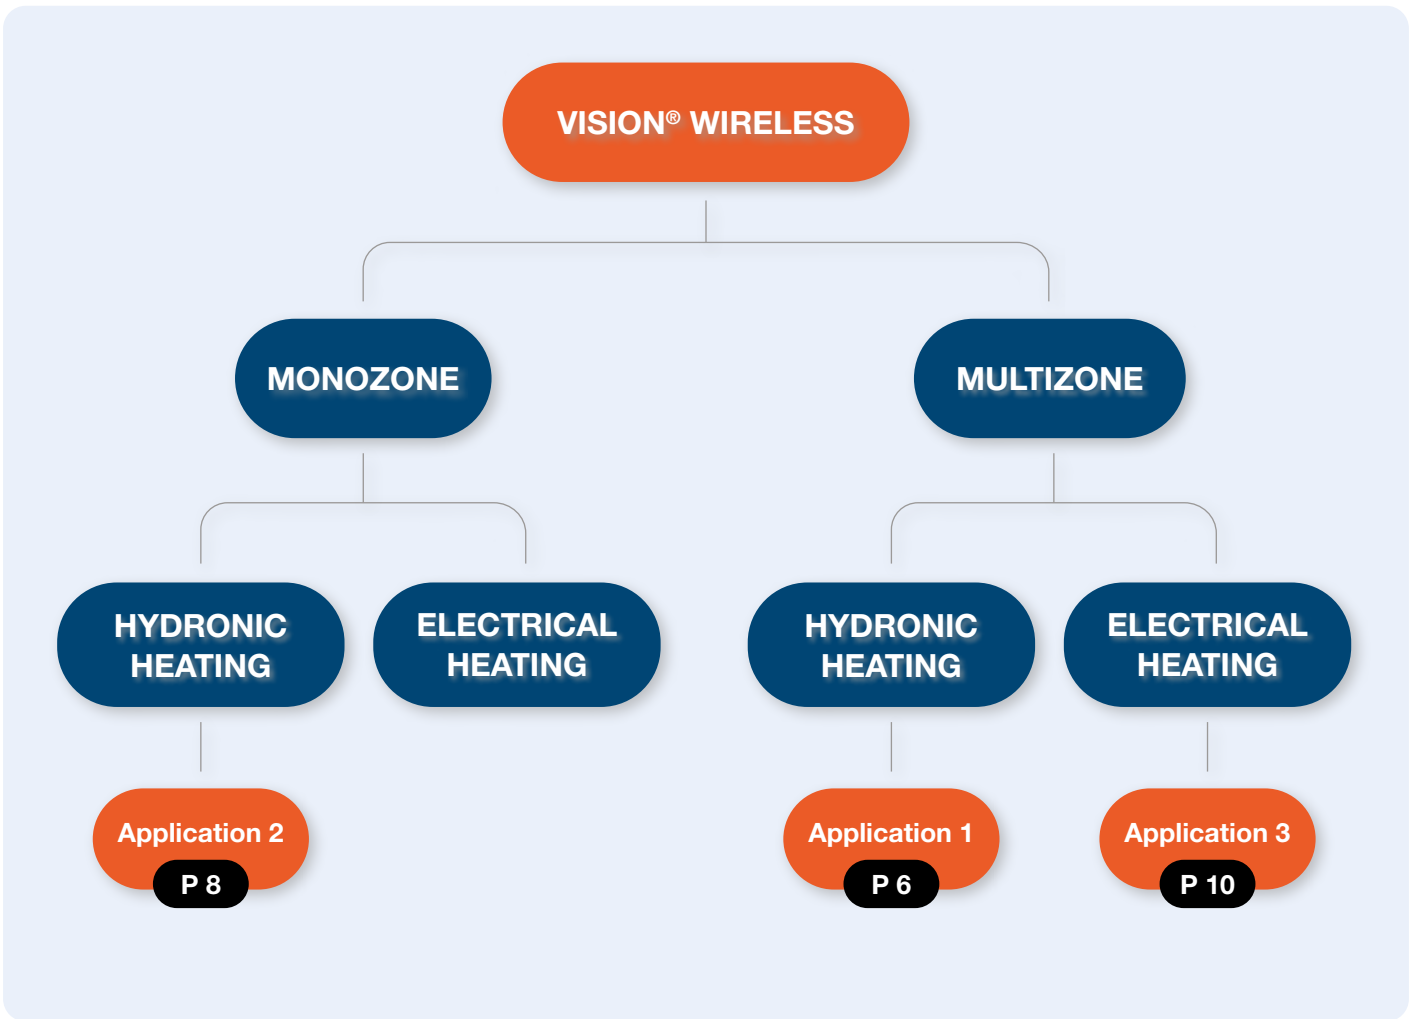 VISION® WIRELESS
MONOZONE
MULTIZONE
HYDRONIC
HEATING
ELECTRICAL
HEATING
HYDRONIC
HEATING
ELECTRICAL
HEATING
Application 2
P 8
Application 1
P 6
Application 3
P 10